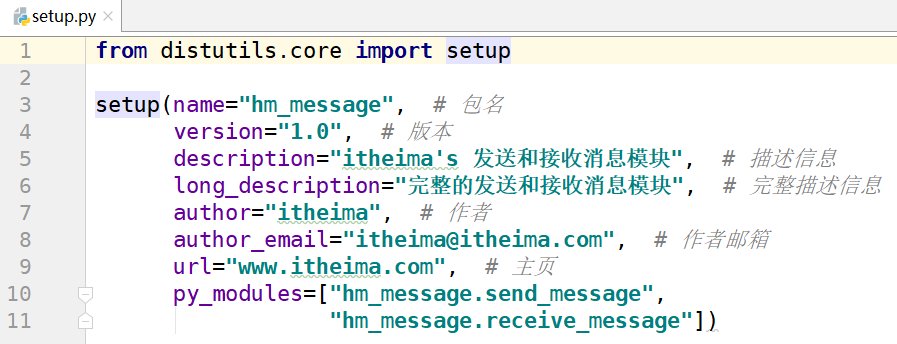 setup.py
1 from distutils.core import setup
2
3 setup(name="hm_message",  # 包名
4       version="1.0",  # 版本
5       description="itheima's 发送和接收消息模块",  # 描述信息
6       long_description="完整的发送和接收消息模块",  # 完整描述信息
7       author="itheima",  # 作者
8       author_email="itheima@itheima.com",  # 作者邮箱
9       url="www.itheima.com",  # 主页
10       py_modules=["hm_message.send_message",
11                   "hm_message.receive_message"])